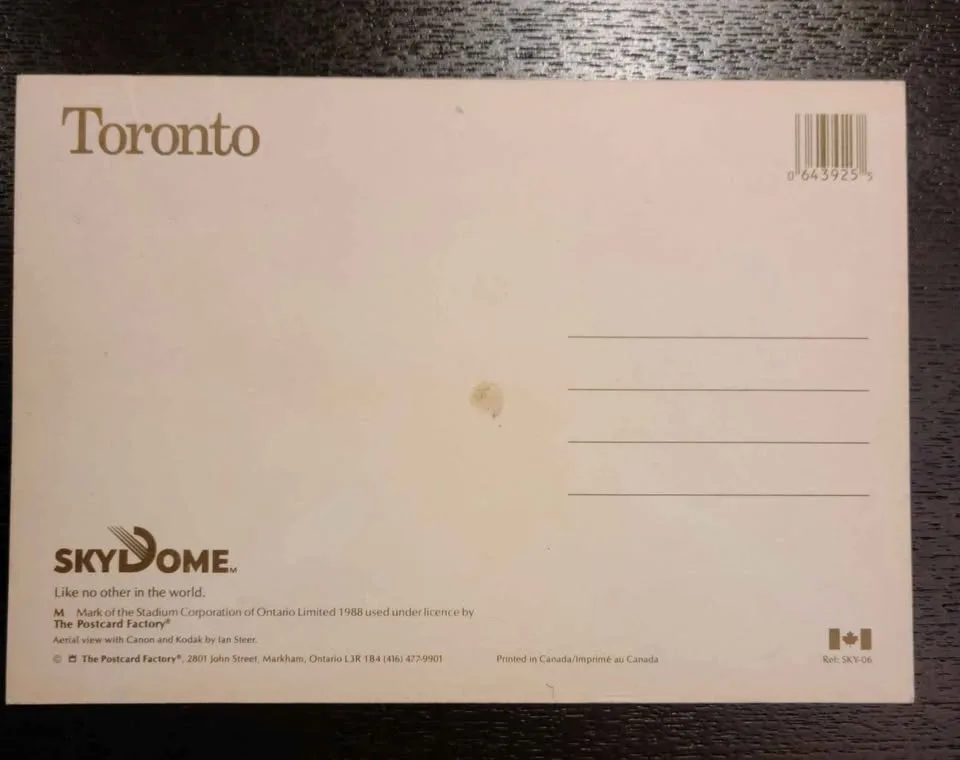 Toronto
0 643925 5
SKYDOME M
Like no other in the world.
M Mark of the Stadium Corporation of Ontario Limited 1988 used under licence by
The Postcard Factory®
Aerial view with Canon and Kodak by Ian Steer.
© The Postcard Factory®, 2801 John Street, Markham, Ontario L3R 1B4 (416) 477-9901
Printed in Canada/Imprimé au Canada
Ref: SKY-06